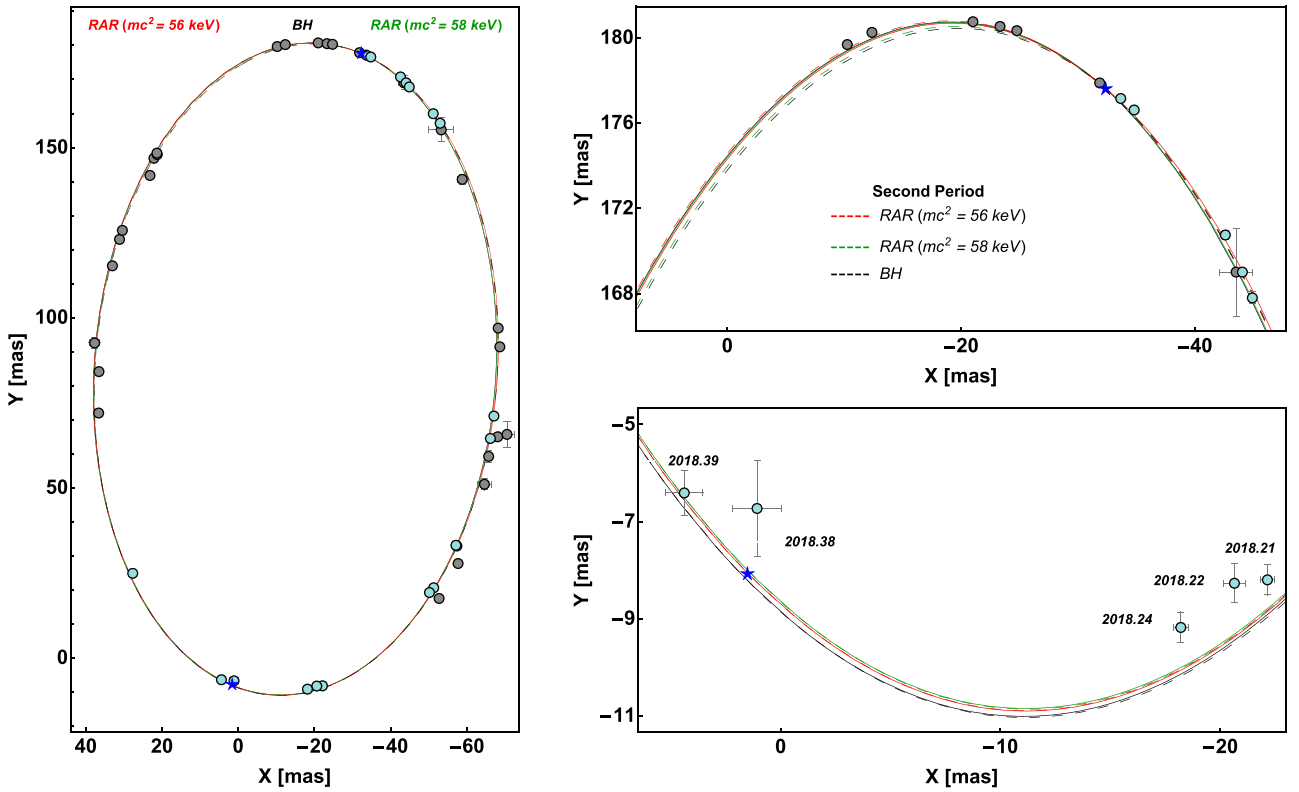 RAR (mc² = 56 keV) BH RAR (mc² = 58 keV)
Y [mas]
150
100
50
0
40 20 0 −20 −40 −60
X [mas]
180
176
172
168
Y [mas]
Second Period
RAR (mc² = 56 keV)
RAR (mc² = 58 keV)
BH
0 −20 −40
X [mas]
−5
−7
−9
−11
Y [mas]
2018.39
2018.38
2018.21
2018.22
2018.24
0 −10 −20
X [mas]